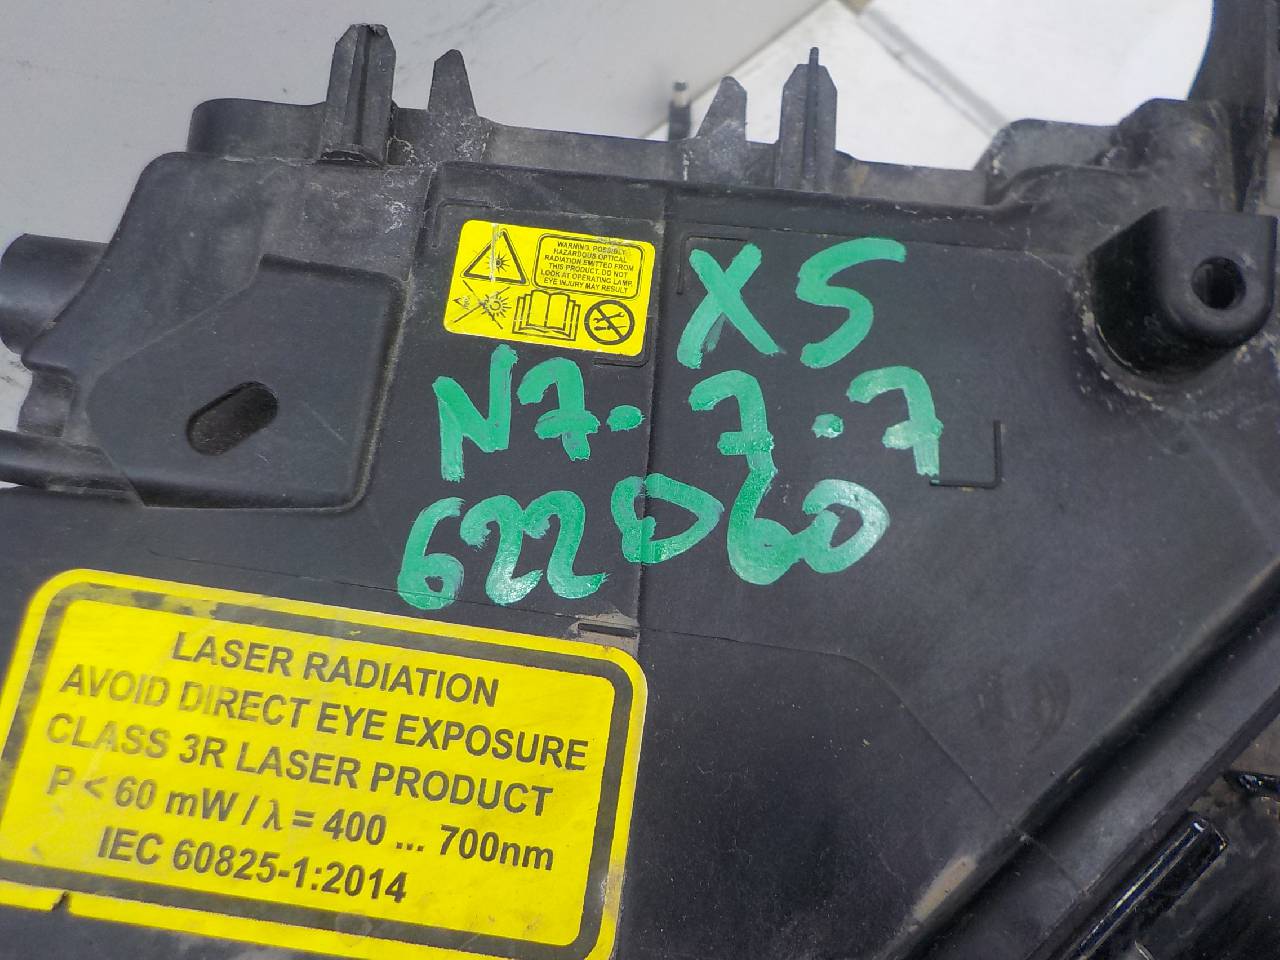 WARNING. POSSIBLY
HAZARDOUS OPTICAL
RADIATION EMITTED FROM
THIS PRODUCT. DO NOT
LOOK AT OPERATING LAMP.
EYE INJURY MAY RESULT
X5
N7.7.7
622D60
LASER RADIATION
AVOID DIRECT EYE EXPOSURE
CLASS 3R LASER PRODUCT
P < 60 mW / λ = 400 ... 700nm
IEC 60825-1:2014